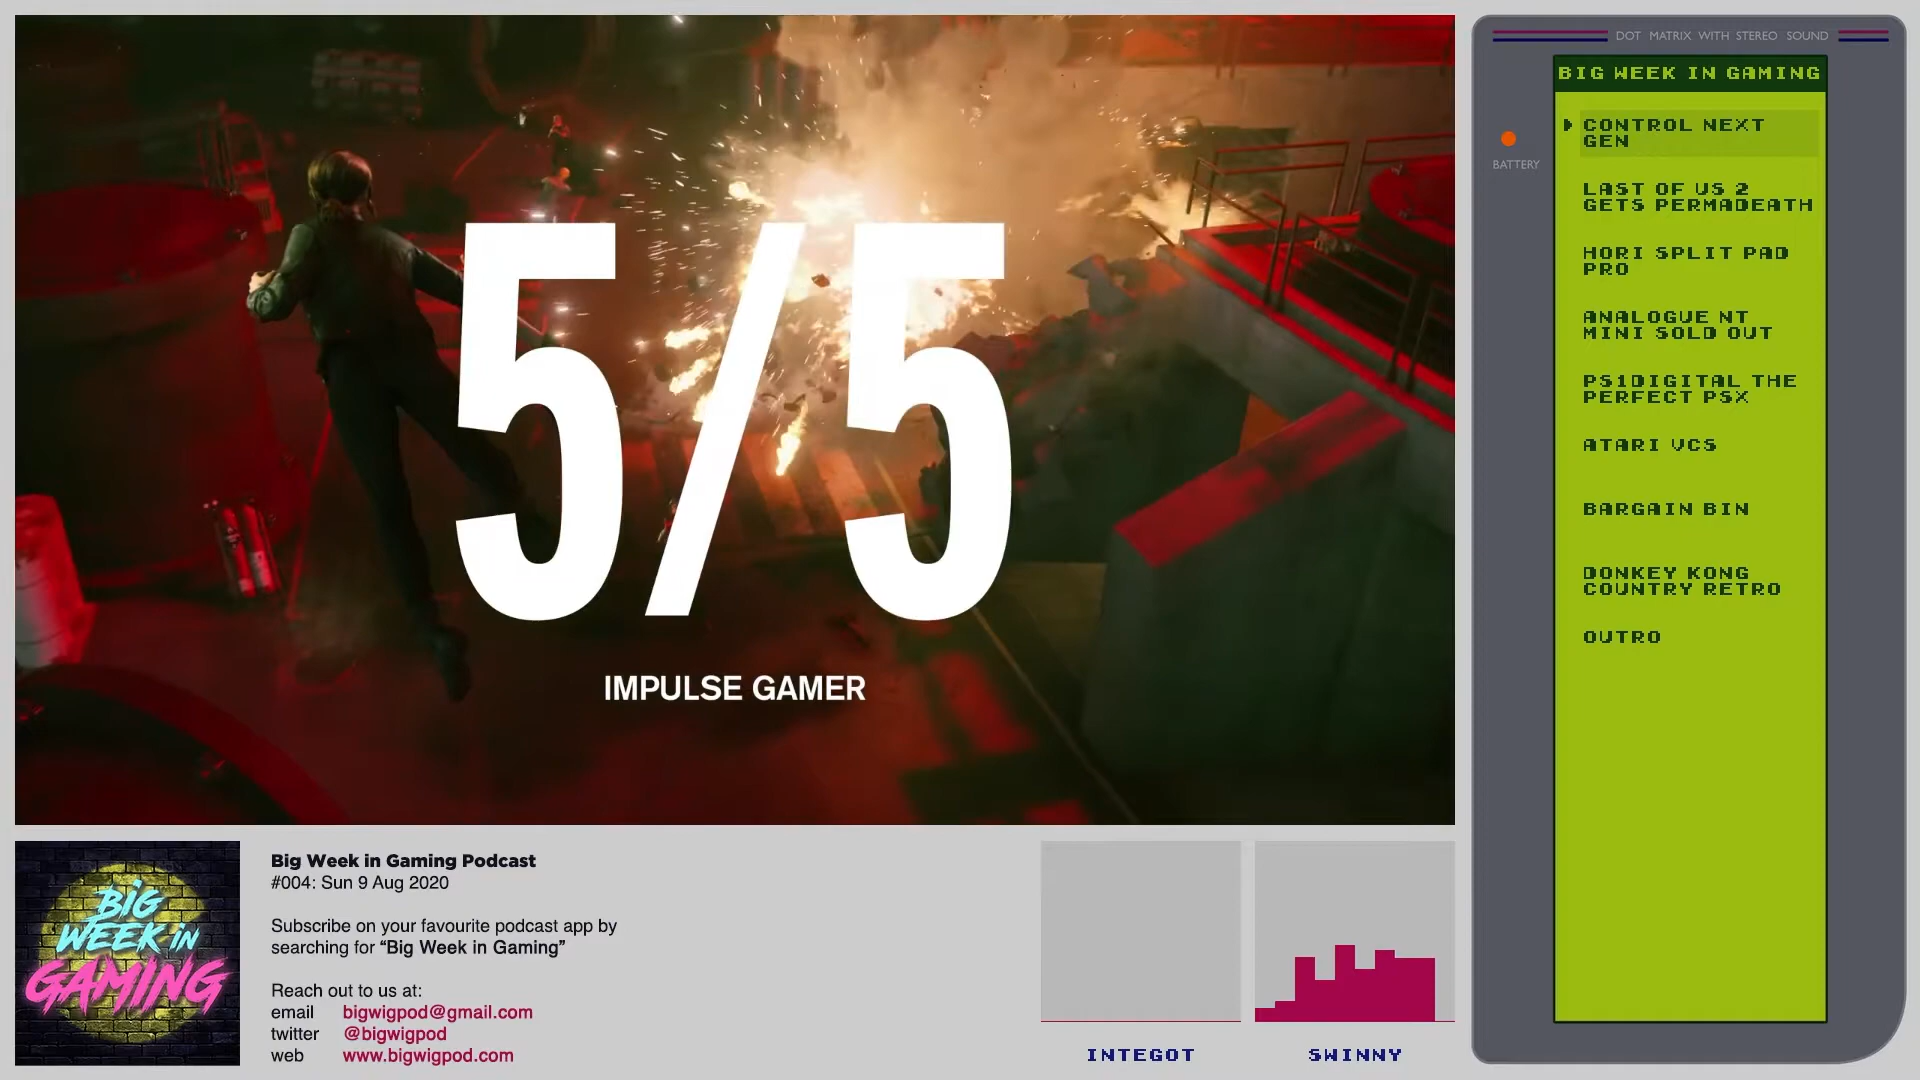 5/5
IMPULSE GAMER
DOT MATRIX WITH STEREO SOUND
BATTERY
BIG WEEK IN GAMING
CONTROL NEXT
GEN
LAST OF US 2
GETS PERMADEATH
HORI SPLIT PAD
PRO
ANALOGUE NT
MINI SOLD OUT
PS1DIGITAL THE
PERFECT PSX
ATARI VCS
BARGAIN BIN
DONKEY KONG
COUNTRY RETRO
OUTRO
BIG
WEEK IN
GAMING
Big Week in Gaming Podcast
#004: Sun 9 Aug 2020
Subscribe on your favourite podcast app by
searching for “Big Week in Gaming”
Reach out to us at:
email bigwigpod@gmail.com
twitter @bigwigpod
web www.bigwigpod.com
INTEGOT
SWINNY